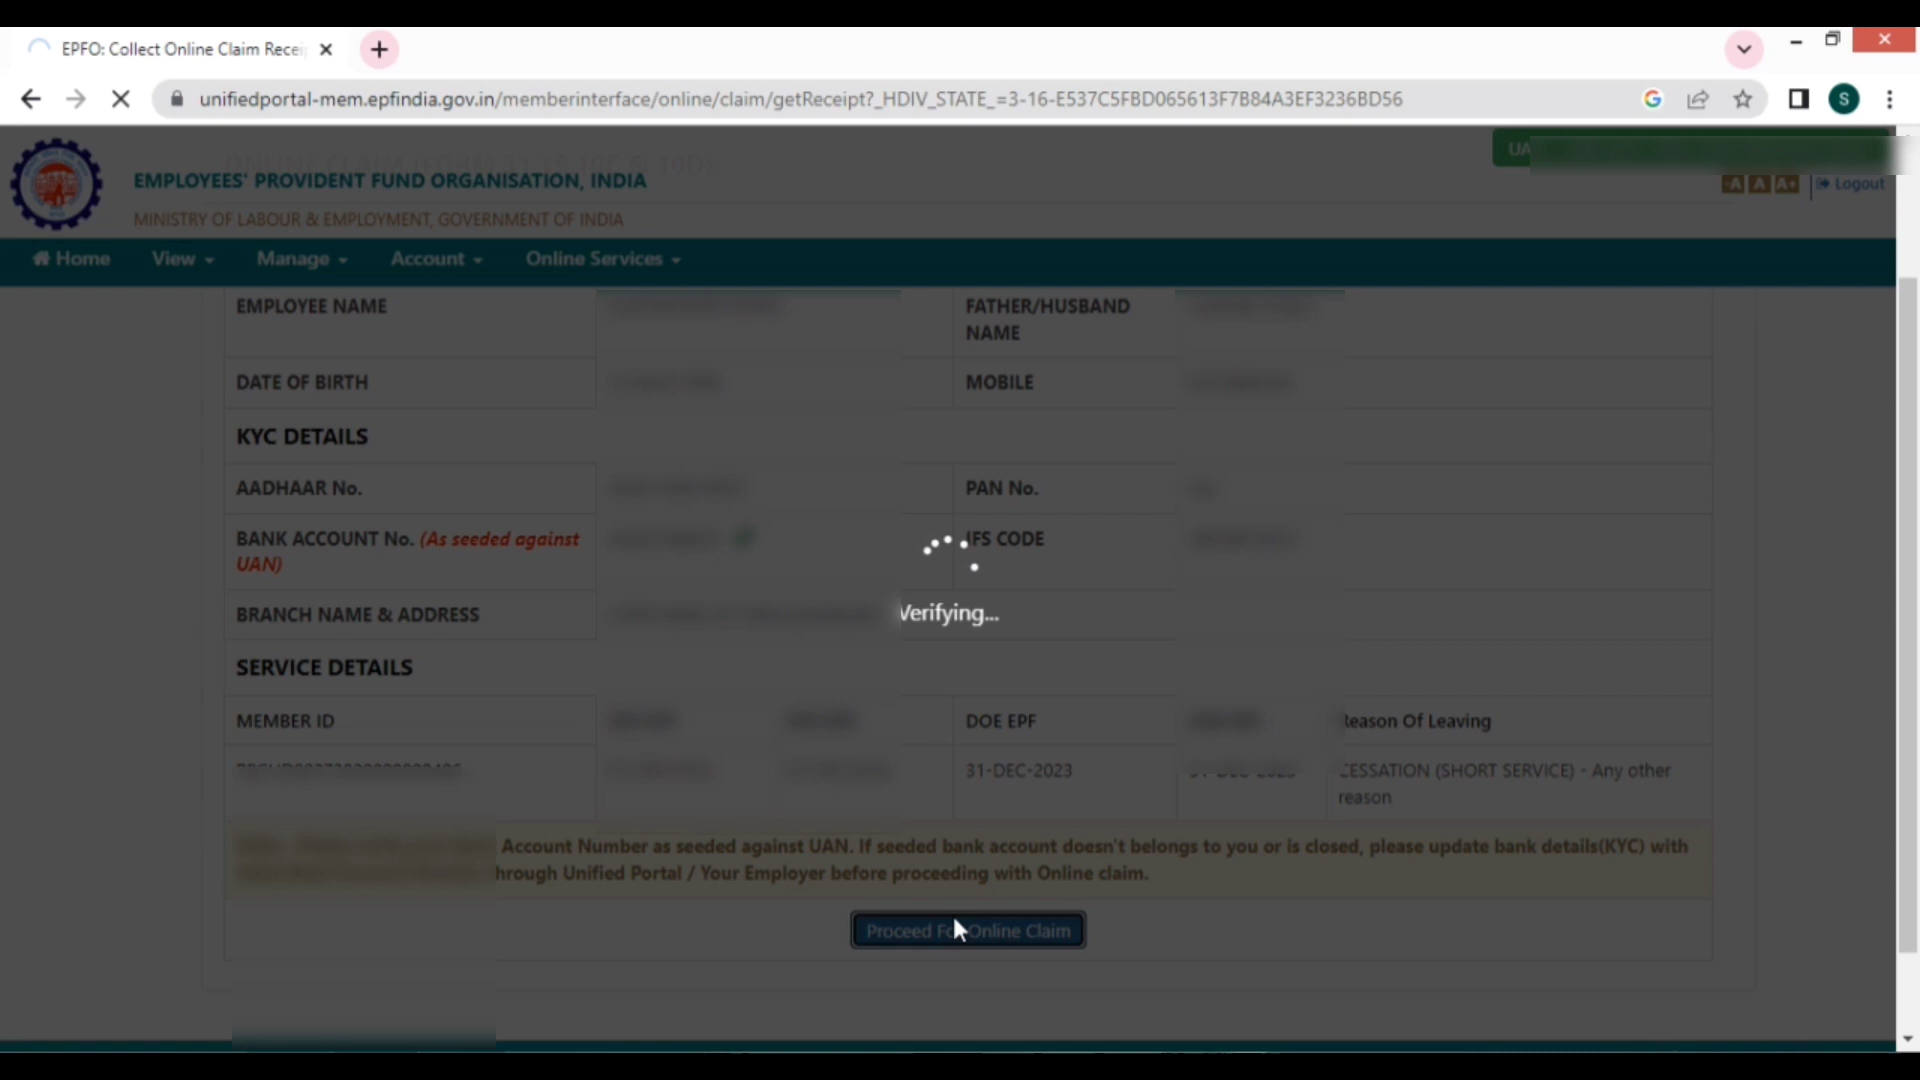 EPFO: Collect Online Claim Recei
unifiedportal-mem.epfindia.gov.in/memberinterface/online/claim/getReceipt?_HDIV_STATE_=3-16-E537C5FBD065613F7B84A3EF3236BD56
S
UA
EMPLOYEES' PROVIDENT FUND ORGANISATION, INDIA
-A A A+ Logout
MINISTRY OF LABOUR & EMPLOYMENT, GOVERNMENT OF INDIA
Home View Manage Account Online Services
EMPLOYEE NAME
FATHER/HUSBAND
NAME
DATE OF BIRTH
MOBILE
KYC DETAILS
AADHAAR No.
PAN No.
BANK ACCOUNT No. (As seeded against
UAN)
IFS CODE
BRANCH NAME & ADDRESS
Verifying...
SERVICE DETAILS
MEMBER ID
DOE EPF
Reason Of Leaving
31-DEC-2023
CESSATION (SHORT SERVICE) - Any other
reason
Account Number as seeded against UAN. If seeded bank account doesn't belongs to you or is closed, please update bank details(KYC) with
hrough Unified Portal / Your Employer before proceeding with Online claim.
Proceed Fo Online Claim